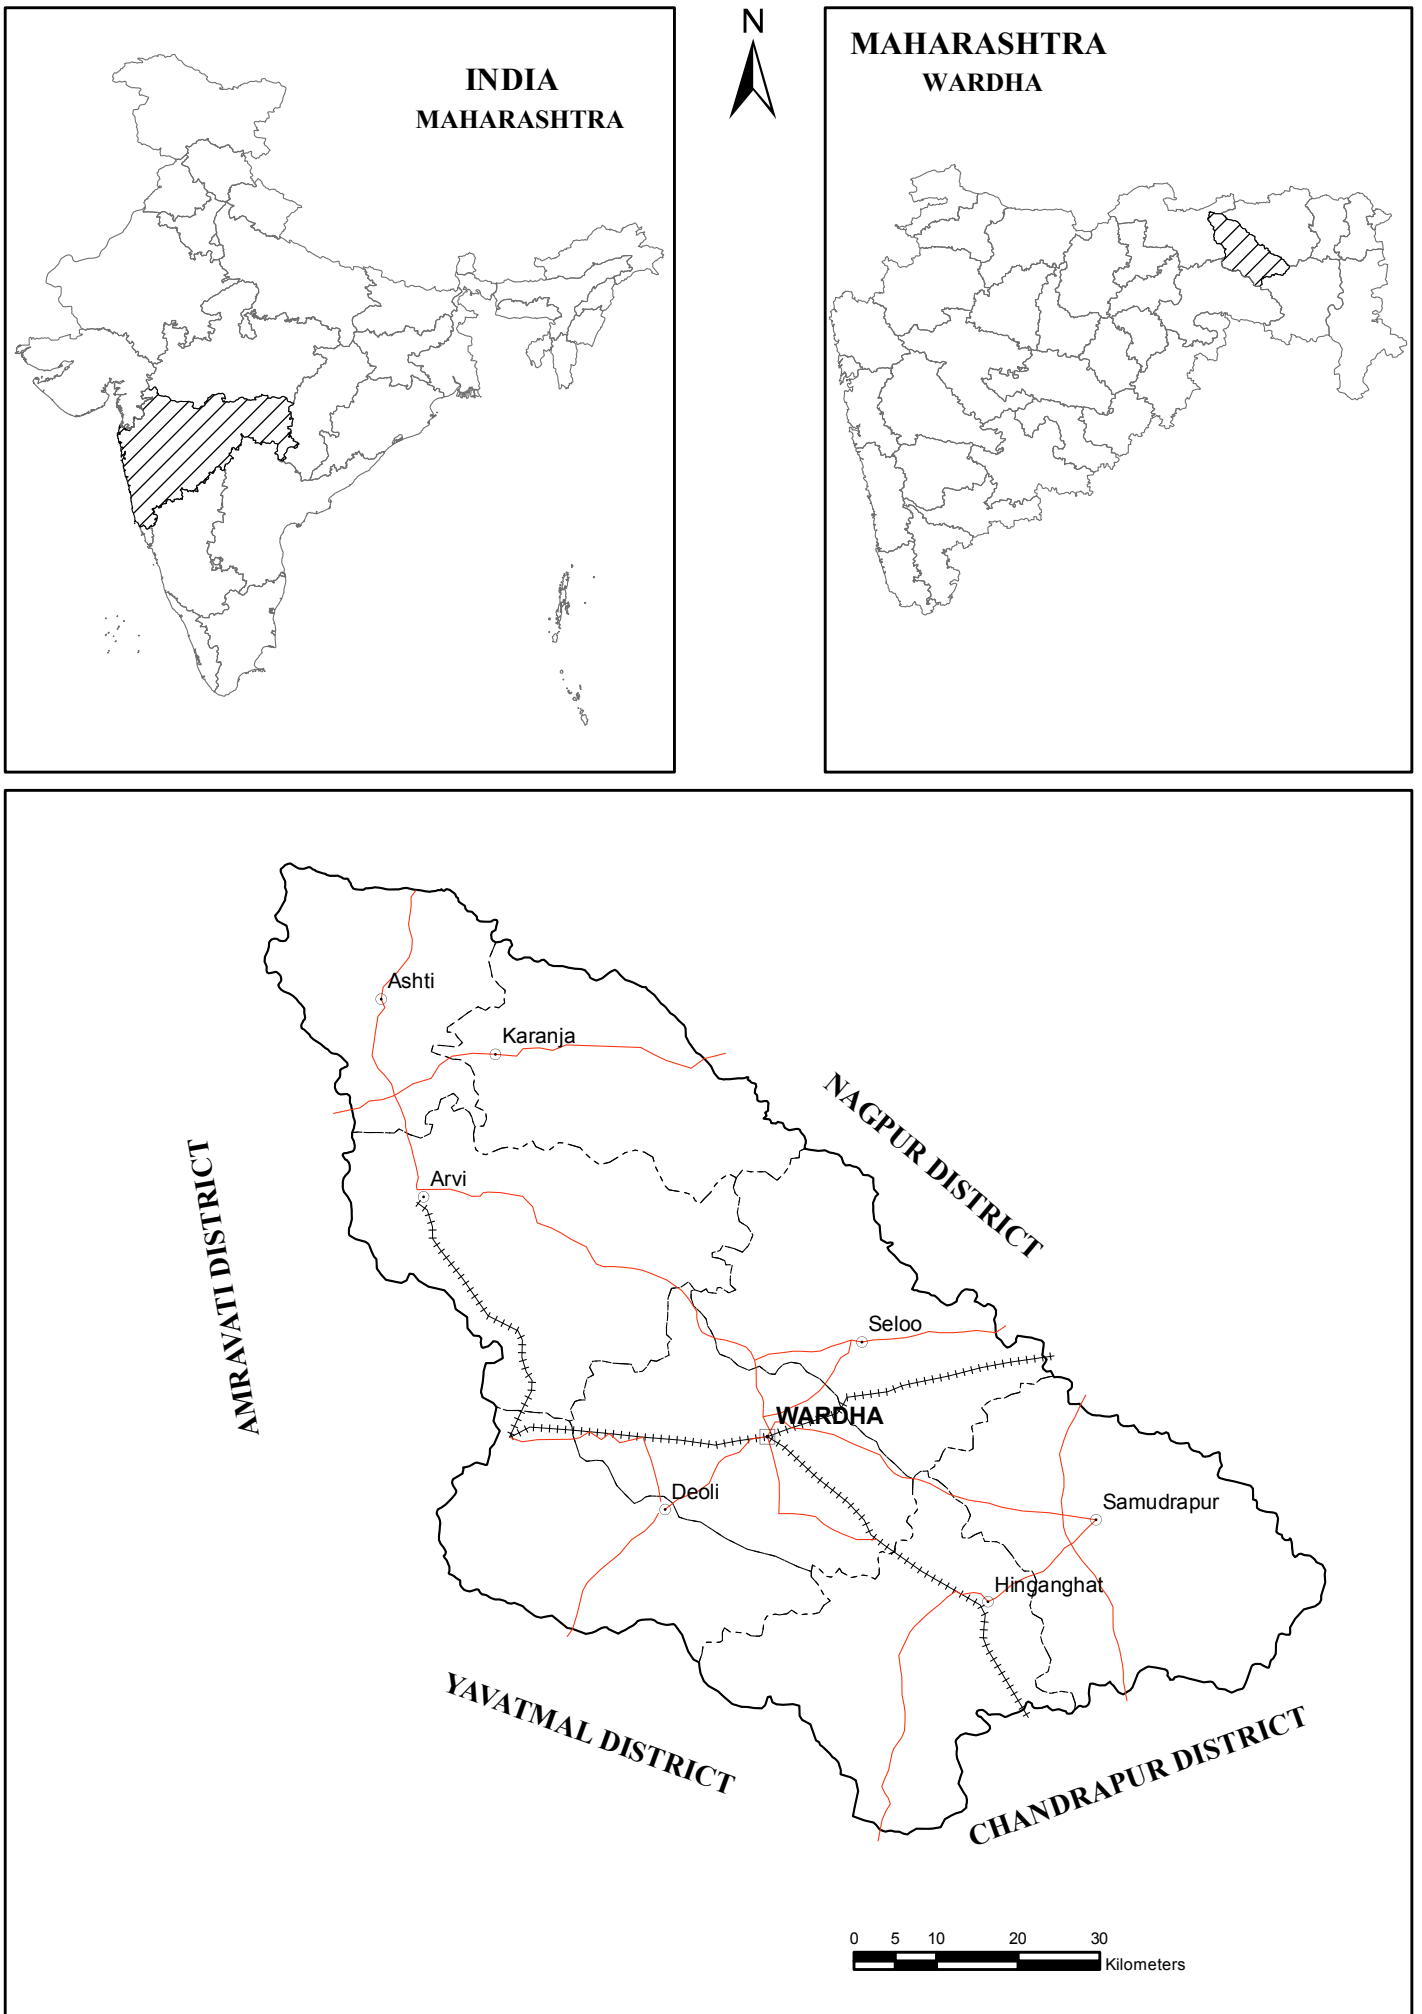 INDIA
MAHARASHTRA
N
MAHARASHTRA
WARDHA
Ashti
Karanja
NAGPUR DISTRICT
AMRAVATI DISTRICT
Arvi
Seloo
WARDHA
Deoli
Samudrapur
Hinganghat
YAVATMAL DISTRICT
CHANDRAPUR DISTRICT
0 5 10 20 30
Kilometers